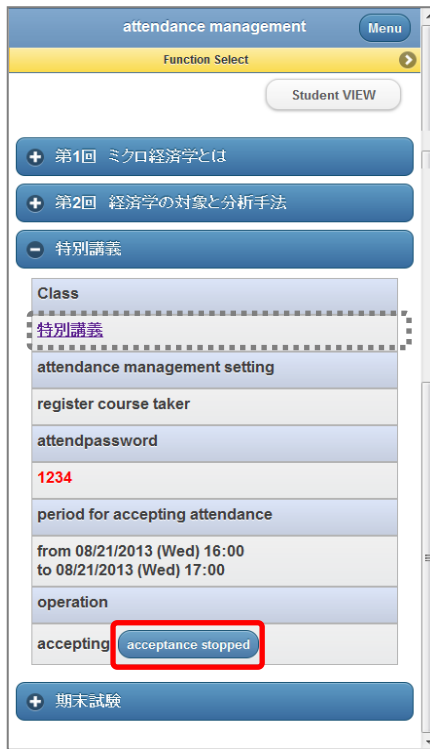 attendance management Menu
Function Select
Student VIEW
第1回 ミクロ経済学とは
第2回 経済学の対象と分析手法
特別講義
Class
特別講義
attendance management setting
register course taker
attendpassword
1234
period for accepting attendance
from 08/21/2013 (Wed) 16:00
to 08/21/2013 (Wed) 17:00
operation
accepting acceptance stopped
期末試験